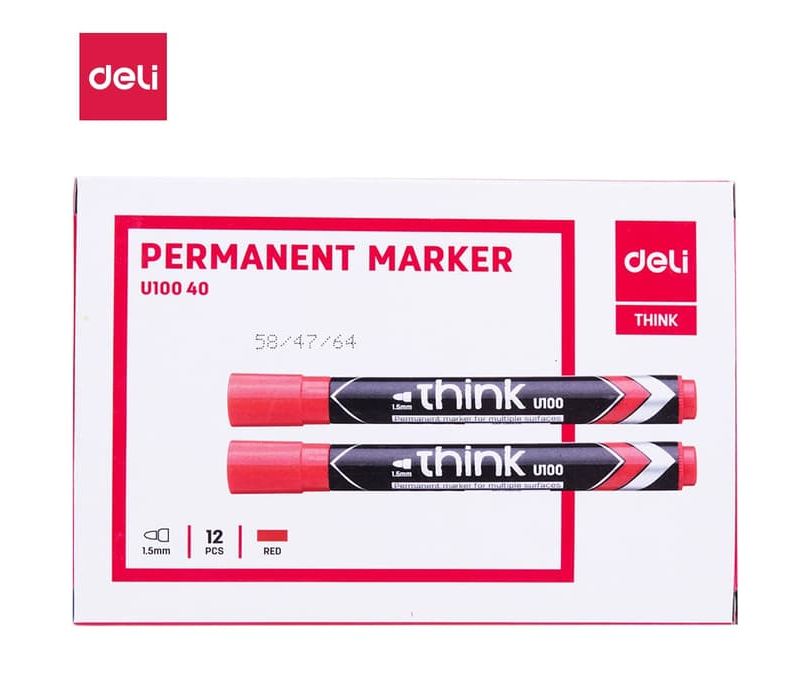 deli
PERMANENT MARKER
U100 40
deli
THINK
58/47/64
1.5mm think U100
Permanent marker for multiple surfaces
1.5mm think U100
Permanent marker for multiple surfaces
1.5mm
12
PCS
RED